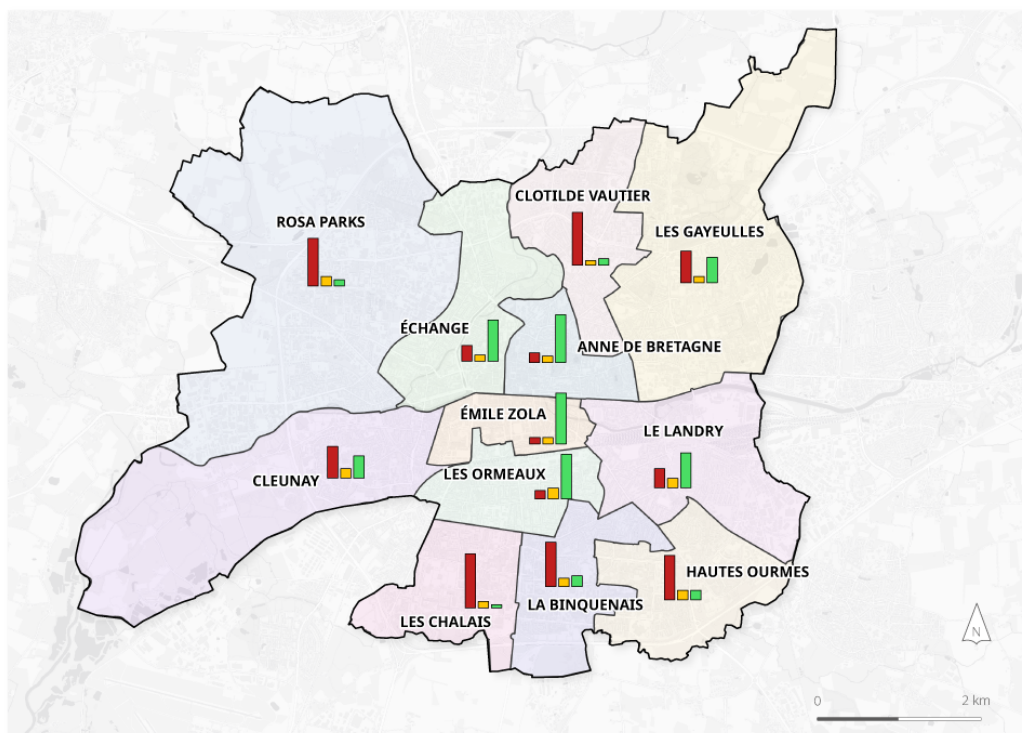 CLOTILDE VAUTIER
ROSA PARKS
LES GAYEULLES
ÉCHANGE
ANNE DE BRETAGNE
ÉMILE ZOLA
LE LANDRY
LES ORMEAUX
CLEUNAY
HAUTES OURMES
LA BINQUENAIS
LES CHALAIS
N
0
2 km